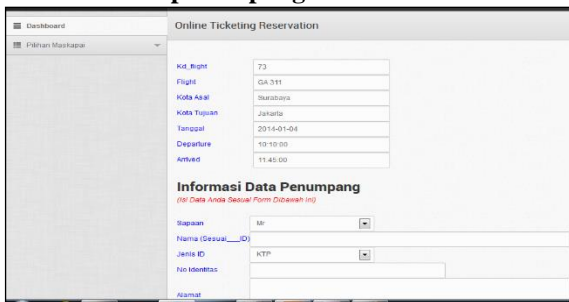 Dashboard
Online Ticketing Reservation
Pilihan Maskapai
Kd_flight 73
Flight GA 311
Kota Asal Surabaya
Kota Tujuan Jakarta
Tanggal 2014-01-04
Departure 10:10:00
Arrived 11:45:00
Informasi Data Penumpang
(Isi Data Anda Sesuai Form Dibawah Ini)
Siapaan Mr
Nama (Sesuai___ID)
Jenis ID KTP
No Identitas
Alamat